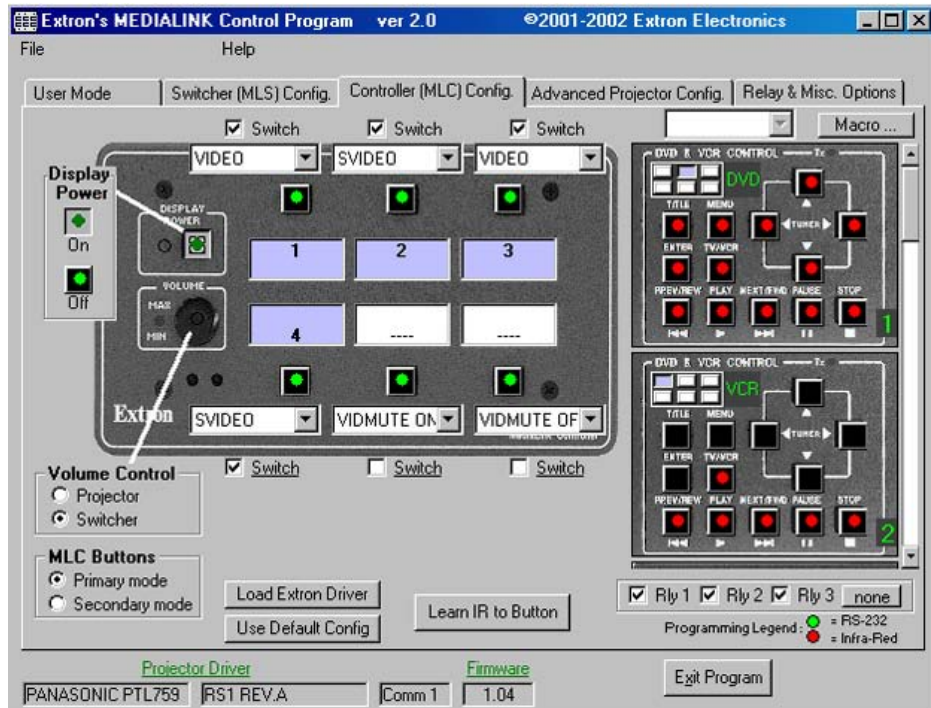 Extron's MEDIALINK Control Program ver 2.0 ©2001-2002 Extron Electronics
File Help
User Mode Switcher (MLS) Config. Controller (MLC) Config. Advanced Projector Config. Relay & Misc. Options
Switch Switch Switch
Macro ...
VIDEO SVIDEO VIDEO
Display
Power
On
Off
DISPLAY
POWER
1 2 3
VOLUME
MAX
MIN
4 ---- ----
Extron
SVIDEO VIDMUTE ON VIDMUTE OF
Switch Switch Switch
DVD & VCR CONTROL Tx
DVD
TITLE MENU
TUNER
ENTER TV/VCR
PREV/REW PLAY NEXT/FWD PAUSE STOP
1
DVD & VCR CONTROL Tx
VCR
TITLE MENU
TUNER
ENTER TV/VCR
PREV/REW PLAY NEXT/FWD PAUSE STOP
2
Volume Control
Projector
Switcher
MLC Buttons
Primary mode
Secondary mode
Load Extron Driver
Use Default Config
Learn IR to Button
Rly 1 Rly 2 Rly 3 none
Programming Legend : = RS-232
= Infra-Red
Projector Driver Firmware
PANASONIC PTL759 RS1 REV.A Comm 1 1.04
Exit Program